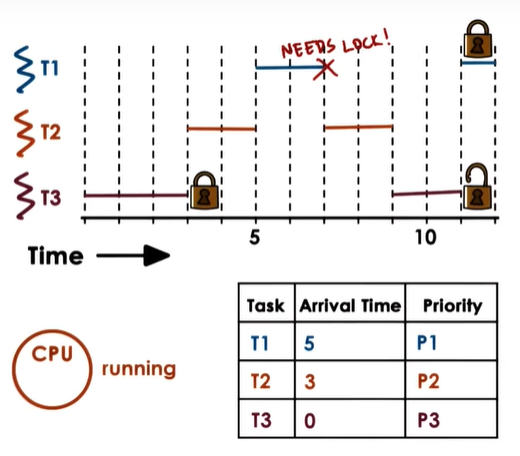 NEEDS LOCK!
T1
T2
T3
5 10
Time
CPU
running
Task Arrival Time Priority
T1 5 P1
T2 3 P2
T3 0 P3